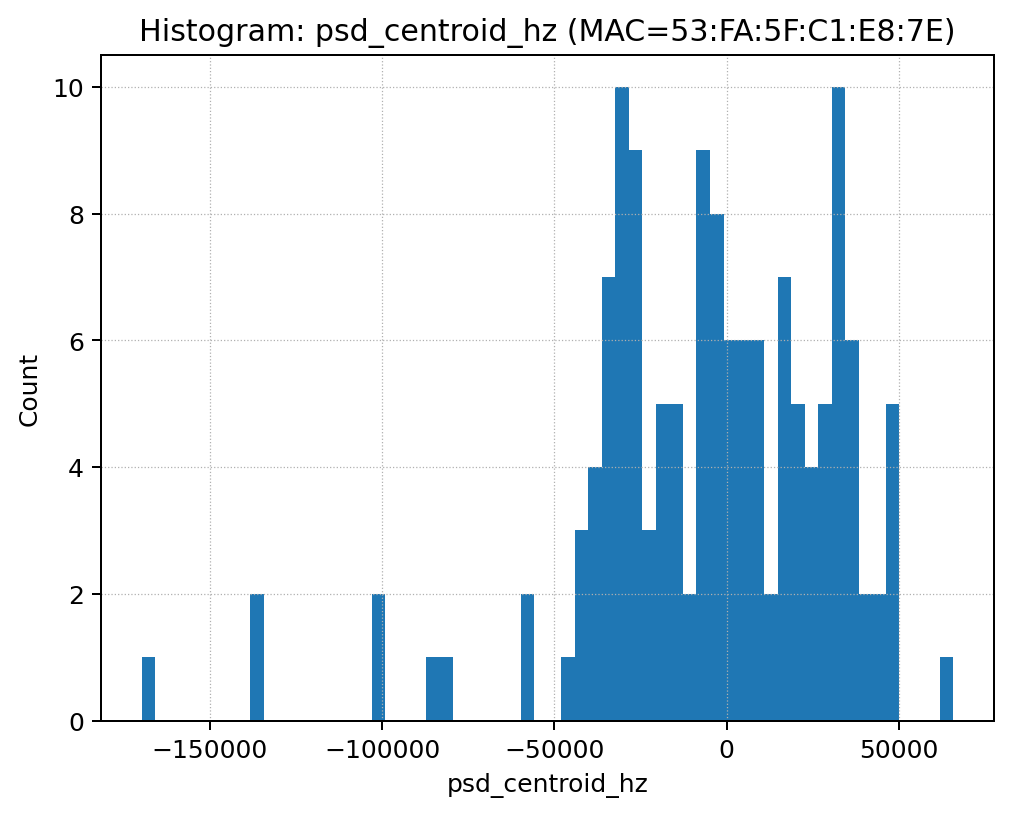 Histogram: psd_centroid_hz (MAC=53:FA:5F:C1:E8:7E)
10
8
6
4
2
0
Count
−150000 −100000 −50000 0 50000
psd_centroid_hz